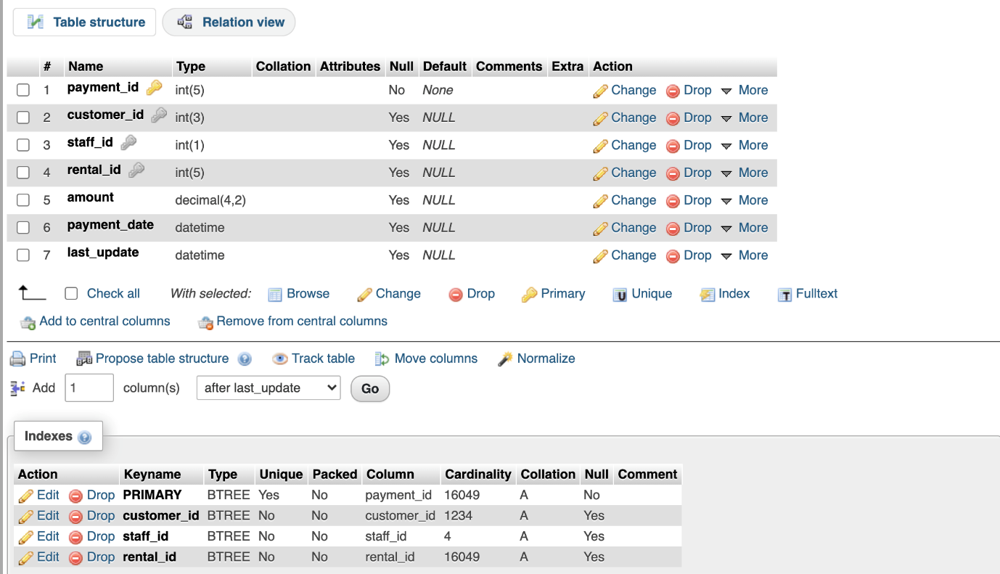 Table structure Relation view
# Name Type Collation Attributes Null Default Comments Extra Action
1 payment_id int(5) No None Change Drop More
2 customer_id int(3) Yes NULL Change Drop More
3 staff_id int(1) Yes NULL Change Drop More
4 rental_id int(5) Yes NULL Change Drop More
5 amount decimal(4,2) Yes NULL Change Drop More
6 payment_date datetime Yes NULL Change Drop More
7 last_update datetime Yes NULL Change Drop More
Check all With selected: Browse Change Drop Primary U Unique Index T Fulltext
Add to central columns Remove from central columns
Print Propose table structure ? Track table Move columns Normalize
Add 1 column(s) after last_update Go
Indexes ?
Action Keyname Type Unique Packed Column Cardinality Collation Null Comment
Edit Drop PRIMARY BTREE Yes No payment_id 16049 A No
Edit Drop customer_id BTREE No No customer_id 1234 A Yes
Edit Drop staff_id BTREE No No staff_id 4 A Yes
Edit Drop rental_id BTREE No No rental_id 16049 A Yes